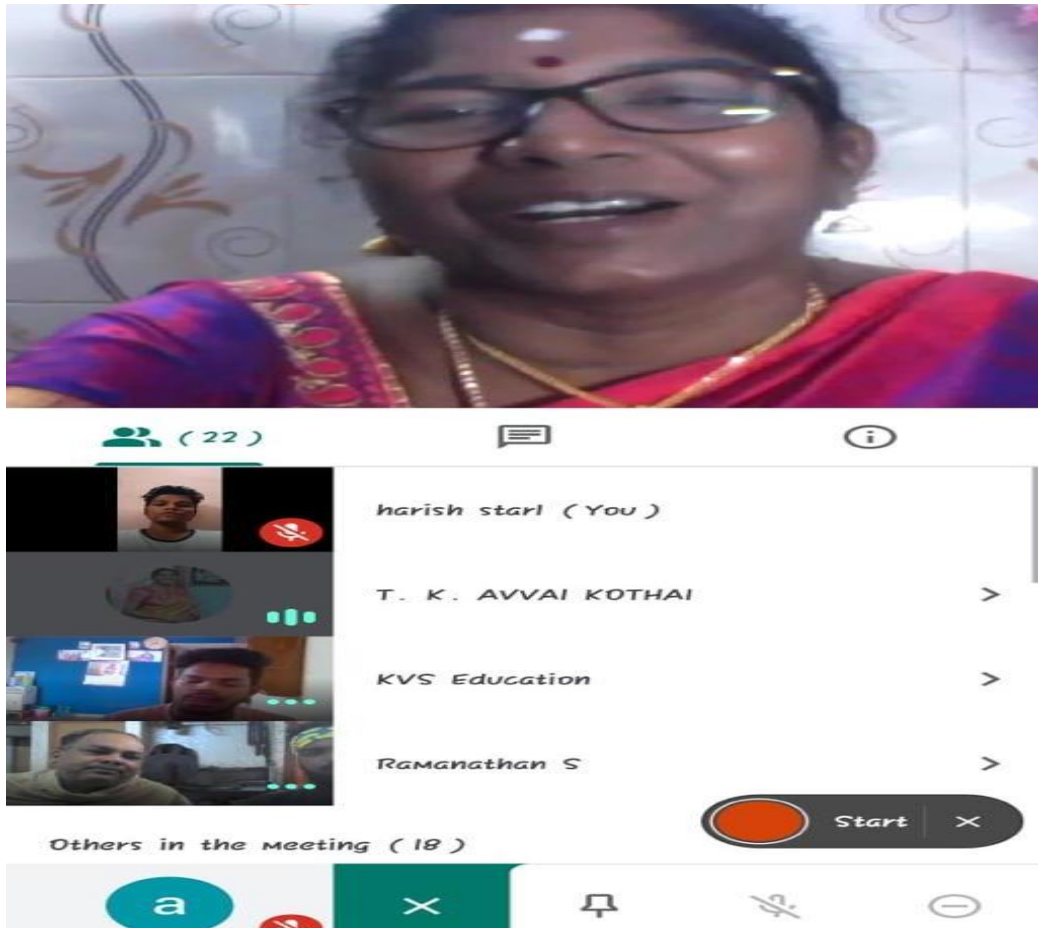 (22)
harish starl (You)
T. K. AVVAI KOTHAI
KVS Education
Ramanathan S
Start
Others in the meeting (18)
a